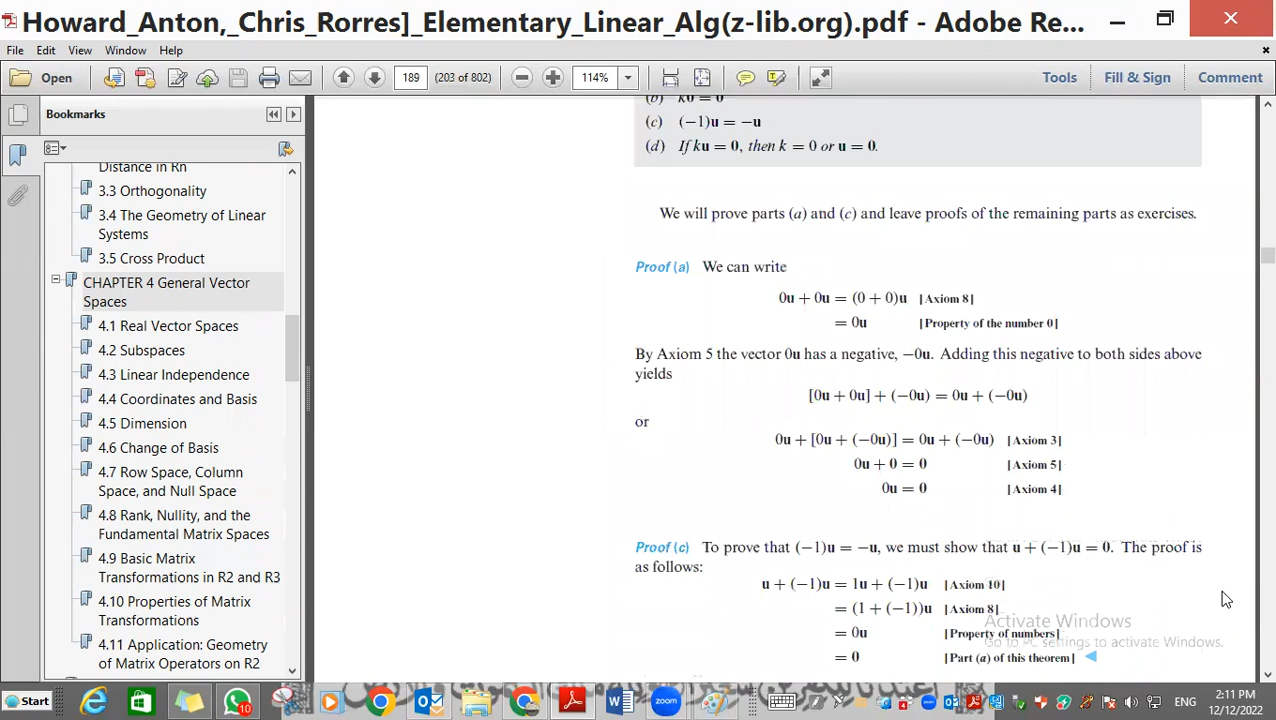 Howard_Anton,_Chris_Rorres]_Elementary_Linear_Alg(z-lib.org).pdf - Adobe Re...
File Edit View Window Help
Open 189 (203 of 802) 114% Tools Fill & Sign Comment
Bookmarks
Distance in Rn
3.3 Orthogonality
3.4 The Geometry of Linear
Systems
3.5 Cross Product
CHAPTER 4 General Vector
Spaces
4.1 Real Vector Spaces
4.2 Subspaces
4.3 Linear Independence
4.4 Coordinates and Basis
4.5 Dimension
4.6 Change of Basis
4.7 Row Space, Column
Space, and Null Space
4.8 Rank, Nullity, and the
Fundamental Matrix Spaces
4.9 Basic Matrix
Transformations in R2 and R3
4.10 Properties of Matrix
Transformations
4.11 Application: Geometry
of Matrix Operators on R2
(b) k0 = 0
(c) (−1)u = −u
(d) If ku = 0, then k = 0 or u = 0.
We will prove parts (a) and (c) and leave proofs of the remaining parts as exercises.
Proof (a) We can write
0u + 0u = (0 + 0)u [Axiom 8]
= 0u [Property of the number 0]
By Axiom 5 the vector 0u has a negative, −0u. Adding this negative to both sides above
yields
[0u + 0u] + (−0u) = 0u + (−0u)
or
0u + [0u + (−0u)] = 0u + (−0u) [Axiom 3]
0u + 0 = 0 [Axiom 5]
0u = 0 [Axiom 4]
Proof (c) To prove that (−1)u = −u, we must show that u + (−1)u = 0. The proof is
as follows:
u + (−1)u = 1u + (−1)u [Axiom 10]
= (1 + (−1))u [Axiom 8]
= 0u [Property of numbers]
= 0 [Part (a) of this theorem]
Activate Windows
Go to PC settings to activate Windows.
Start 10 zoom ENG 2:11 PM
12/12/2022